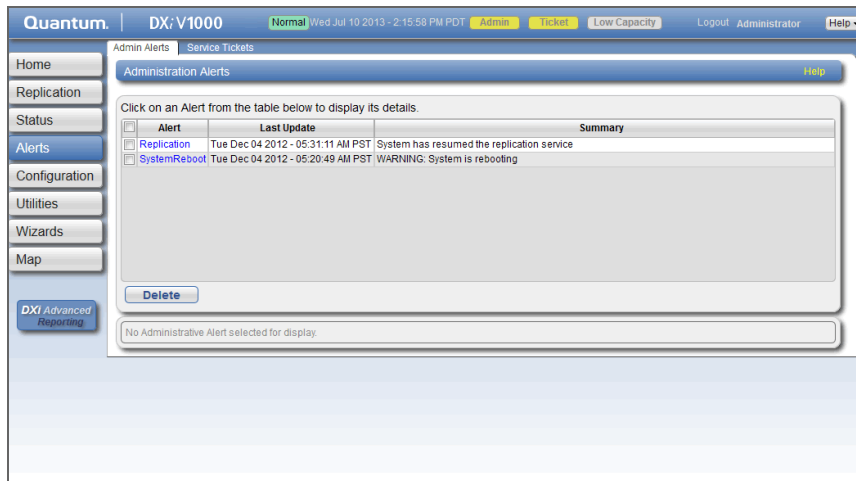 Quantum. DXi V1000 Normal Wed Jul 10 2013 - 2:15:58 PM PDT Admin Ticket Low Capacity Logout Administrator Help
Admin Alerts Service Tickets
Home
Replication
Status
Alerts
Configuration
Utilities
Wizards
Map
DXi Advanced
Reporting
Administration Alerts Help
Click on an Alert from the table below to display its details.
Alert Last Update Summary
Replication Tue Dec 04 2012 - 05:31:11 AM PST System has resumed the replication service
SystemReboot Tue Dec 04 2012 - 05:20:49 AM PST WARNING: System is rebooting
Delete
No Administrative Alert selected for display.